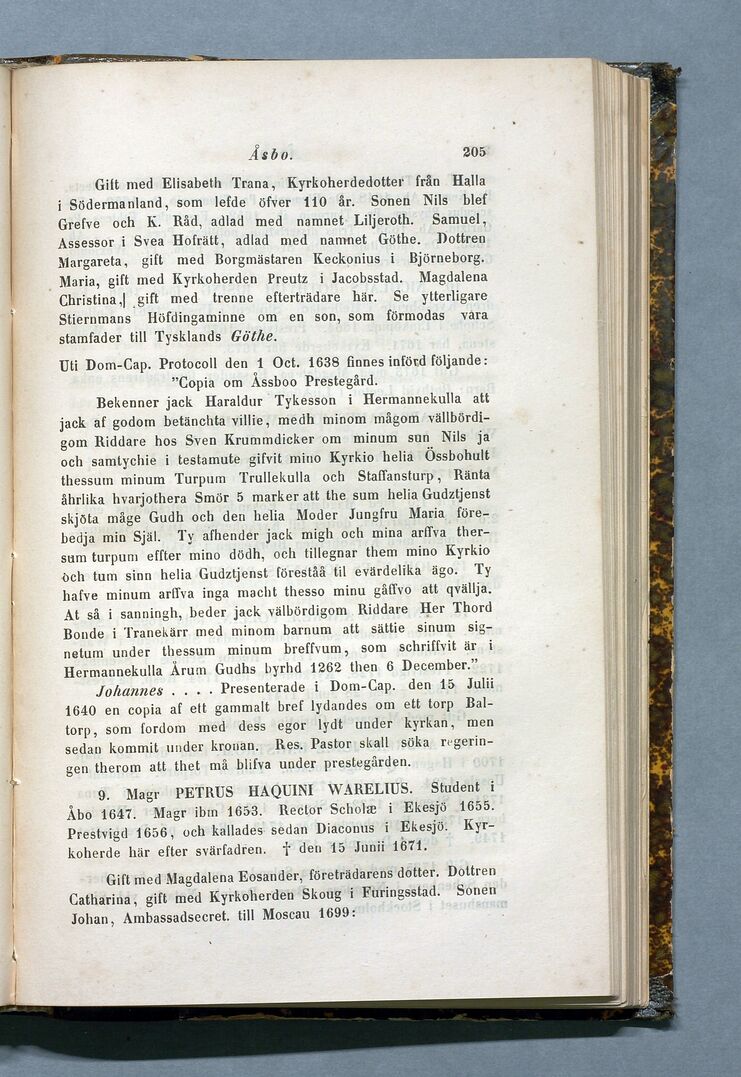 Åsbo. 205
Gift med Elisabeth Trana, Kyrkoherdedotter från Halla
i Södermanland, som lefde öfver 110 år. Sonen Nils blef
Grefve och K. Råd, adlad med namnet Liljeroth. Samuel,
Assessor i Svea Hofrätt, adlad med namnet Göthe. Dottren
Margareta, gift med Borgmästaren Keckonius i Björneborg.
Maria, gift med Kyrkoherden Preutz i Jacobsstad. Magdalena
Christina, gift med trenne efterträdare här. Se ytterligare
Stiernmans Höfdingaminne om en son, som förmodas vara
stamfader till Tysklands Göthe.
Uti Dom-Cap. Protocoll den 1 Oct. 1638 finnes införd följande:
"Copia om Åssboo Prestegård.
Bekenner jack Haraldur Tykesson i Hermannekulla att
jack af godom betänchta villie, medh minom mågom vällbördi-
gom Riddare hos Sven Krummdicker om minum sun Nils ja
och samtychie i testamute gifvit mino Kyrkio helia Össbohult
thessum minum Turpum Trullekulla och Staffansturp, Ränta
åhrlika hvarjothera Smör 5 marker att the sum helia Gudztjenst
skjöta måge Gudh och den helia Moder Jungfru Maria före-
bedja min Själ. Ty afhender jack migh och mina arffva ther-
sum turpum effter mino dödh, och tillegnar them mino Kyrkio
och tum sinn helia Gudztjenst föreståå til evärdelika ägo. Ty
hafve minum arffva inga macht thesso minu gåffvo att qvällja.
At så i sanningh, beder jack välbördigom Riddare Her Thord
Bonde i Tranekärr med minom barnum att sättie sinum sig-
netum under thessum minum breffvum, som schriffvit är i
Hermannekulla Årum Gudhs byrhd 1262 then 6 December."
Johannes . . . . Presenterade i Dom-Cap. den 15 Julii
1640 en copia af ett gammalt bref lydandes om ett torp Bal-
torp, som fordom med dess egor lydt under kyrkan, men
sedan kommit under kronan. Res. Pastor skall söka regerin-
gen therom att thet må blifva under prestegården.
9. Magr PETRUS HAQUINI WARELIUS. Student i
Åbo 1647. Magr ibm 1653. Rector Scholæ i Ekesjö 1655.
Prestvigd 1656, och kallades sedan Diaconus i Ekesjö. Kyr-
koherde här efter svärfadren. † den 15 Junii 1671.
Gift med Magdalena Eosander, företrädarens dotter. Dottren
Catharina, gift med Kyrkoherden Skoug i Furingsstad. Sonen
Johan, Ambassadsecret. till Moscau 1699: